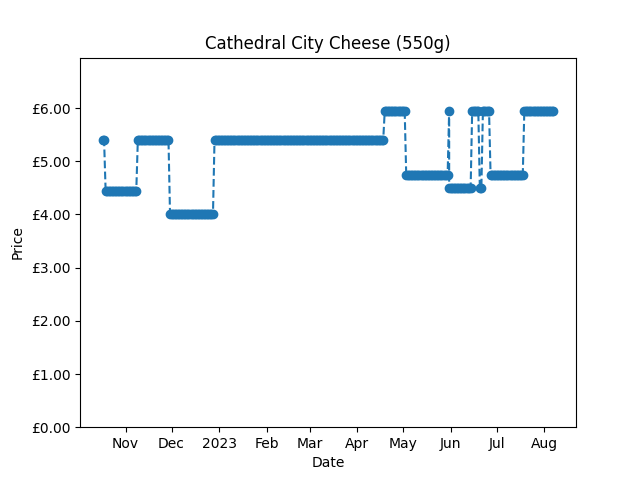 Cathedral City Cheese (550g)
£6.00
£5.00
£4.00
£3.00
£2.00
£1.00
£0.00
Price
Nov Dec 2023 Feb Mar Apr May Jun Jul Aug
Date